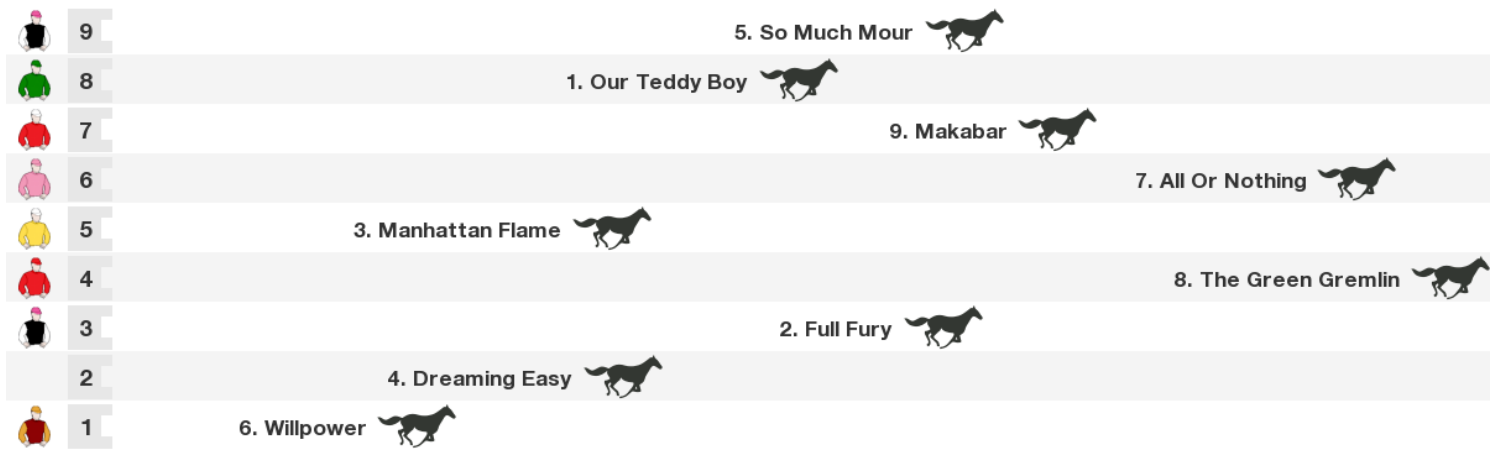 9 5. So Much Mour
8 1. Our Teddy Boy
7 9. Makabar
6 7. All Or Nothing
5 3. Manhattan Flame
4 8. The Green Gremlin
3 2. Full Fury
2 4. Dreaming Easy
1 6. Willpower